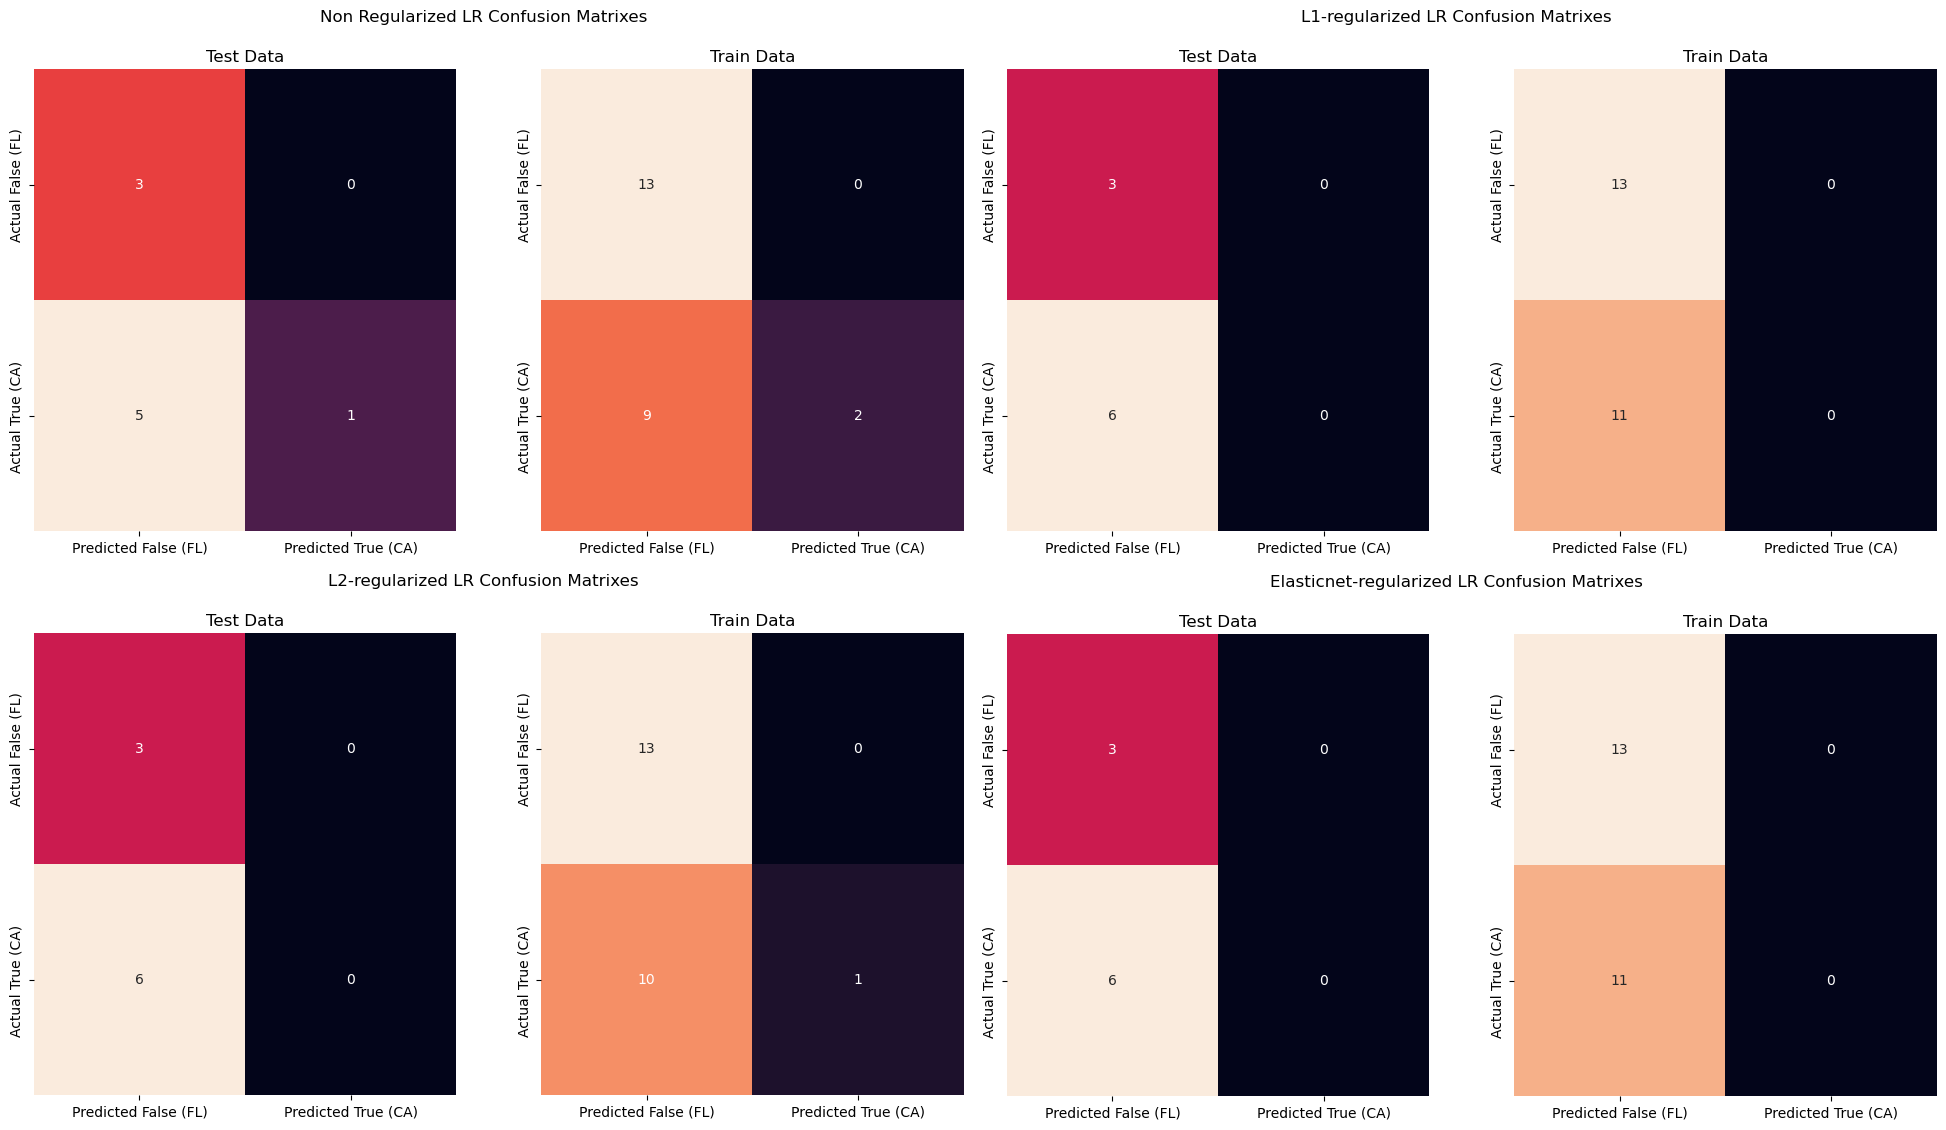 Non Regularized LR Confusion Matrixes
Test Data
Actual False (FL)
3
0
Actual True (CA)
5
1
Predicted False (FL)
Predicted True (CA)
Train Data
Actual False (FL)
13
0
Actual True (CA)
9
2
Predicted False (FL)
Predicted True (CA)
L1-regularized LR Confusion Matrixes
Test Data
Actual False (FL)
3
0
Actual True (CA)
6
0
Predicted False (FL)
Predicted True (CA)
Train Data
Actual False (FL)
13
0
Actual True (CA)
11
0
Predicted False (FL)
Predicted True (CA)
L2-regularized LR Confusion Matrixes
Test Data
Actual False (FL)
3
0
Actual True (CA)
6
0
Predicted False (FL)
Predicted True (CA)
Train Data
Actual False (FL)
13
0
Actual True (CA)
10
1
Predicted False (FL)
Predicted True (CA)
Elasticnet-regularized LR Confusion Matrixes
Test Data
Actual False (FL)
3
0
Actual True (CA)
6
0
Predicted False (FL)
Predicted True (CA)
Train Data
Actual False (FL)
13
0
Actual True (CA)
11
0
Predicted False (FL)
Predicted True (CA)